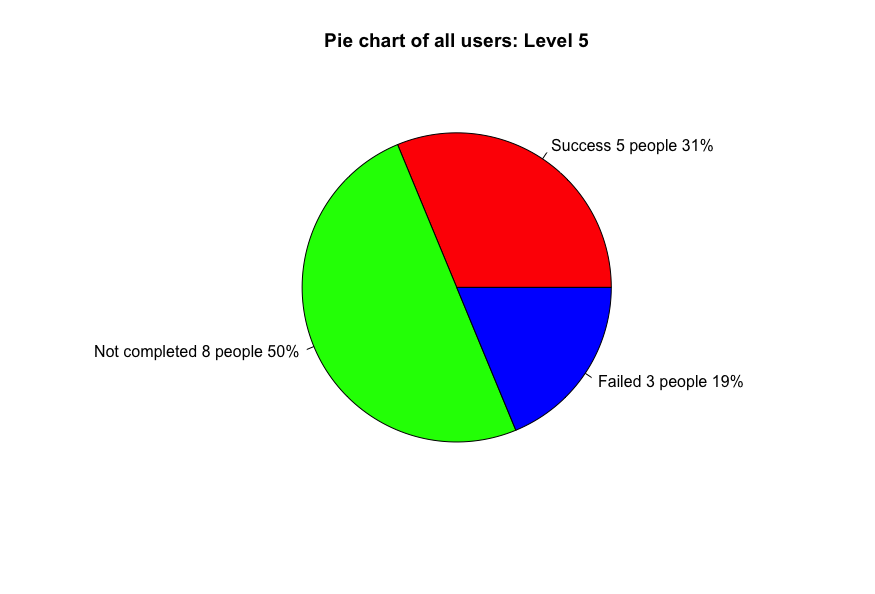 Pie chart of all users: Level 5
Success 5 people 31%
Not completed 8 people 50%
Failed 3 people 19%